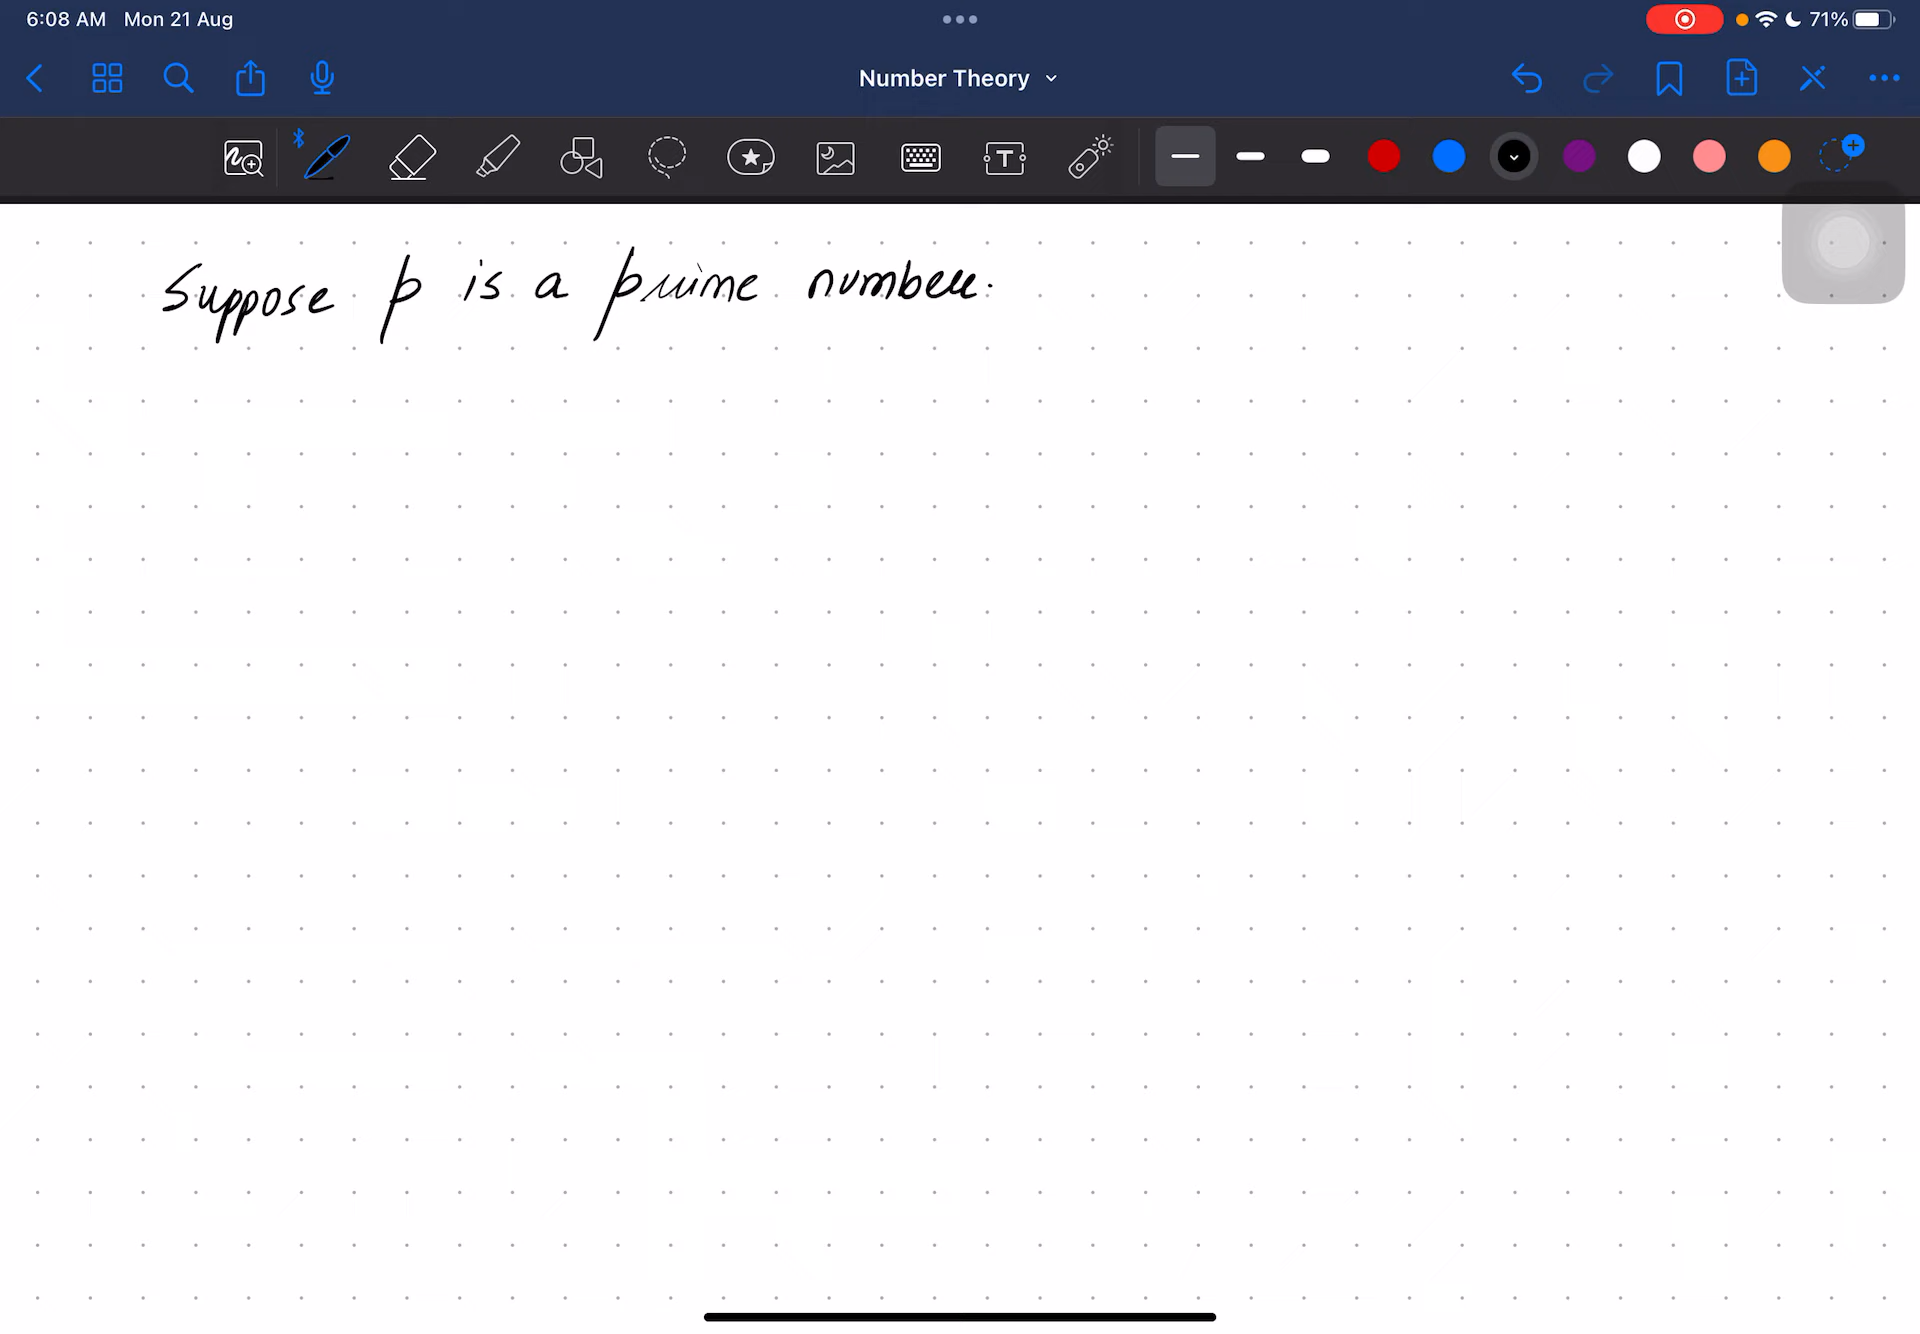 6:08 AM Mon 21 Aug
71%
Number Theory
T
Suppose p is a prime number.